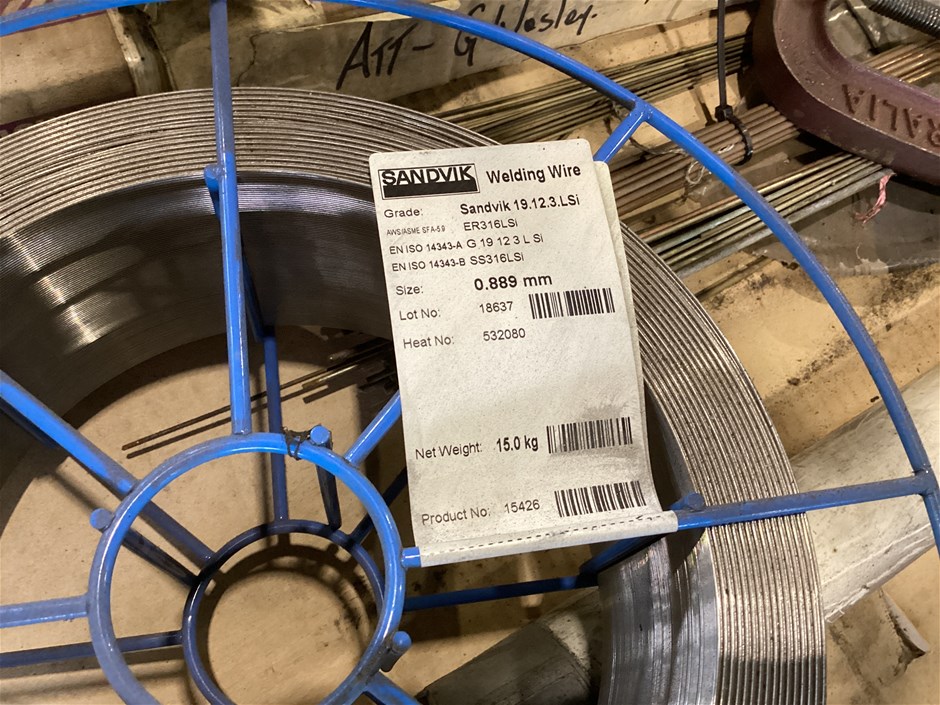 ATT- G Wesley.
RALIA
SANDVIK Welding Wire
Grade: Sandvik 19.12.3.LSi
AWS/ASME SFA-5.9 ER316LSi
EN ISO 14343-A G 19 12 3 L Si
EN ISO 14343-B SS316LSi
Size: 0.889 mm
Lot No: 18637
Heat No: 532080
Net Weight: 15.0 kg
Product No: 15426